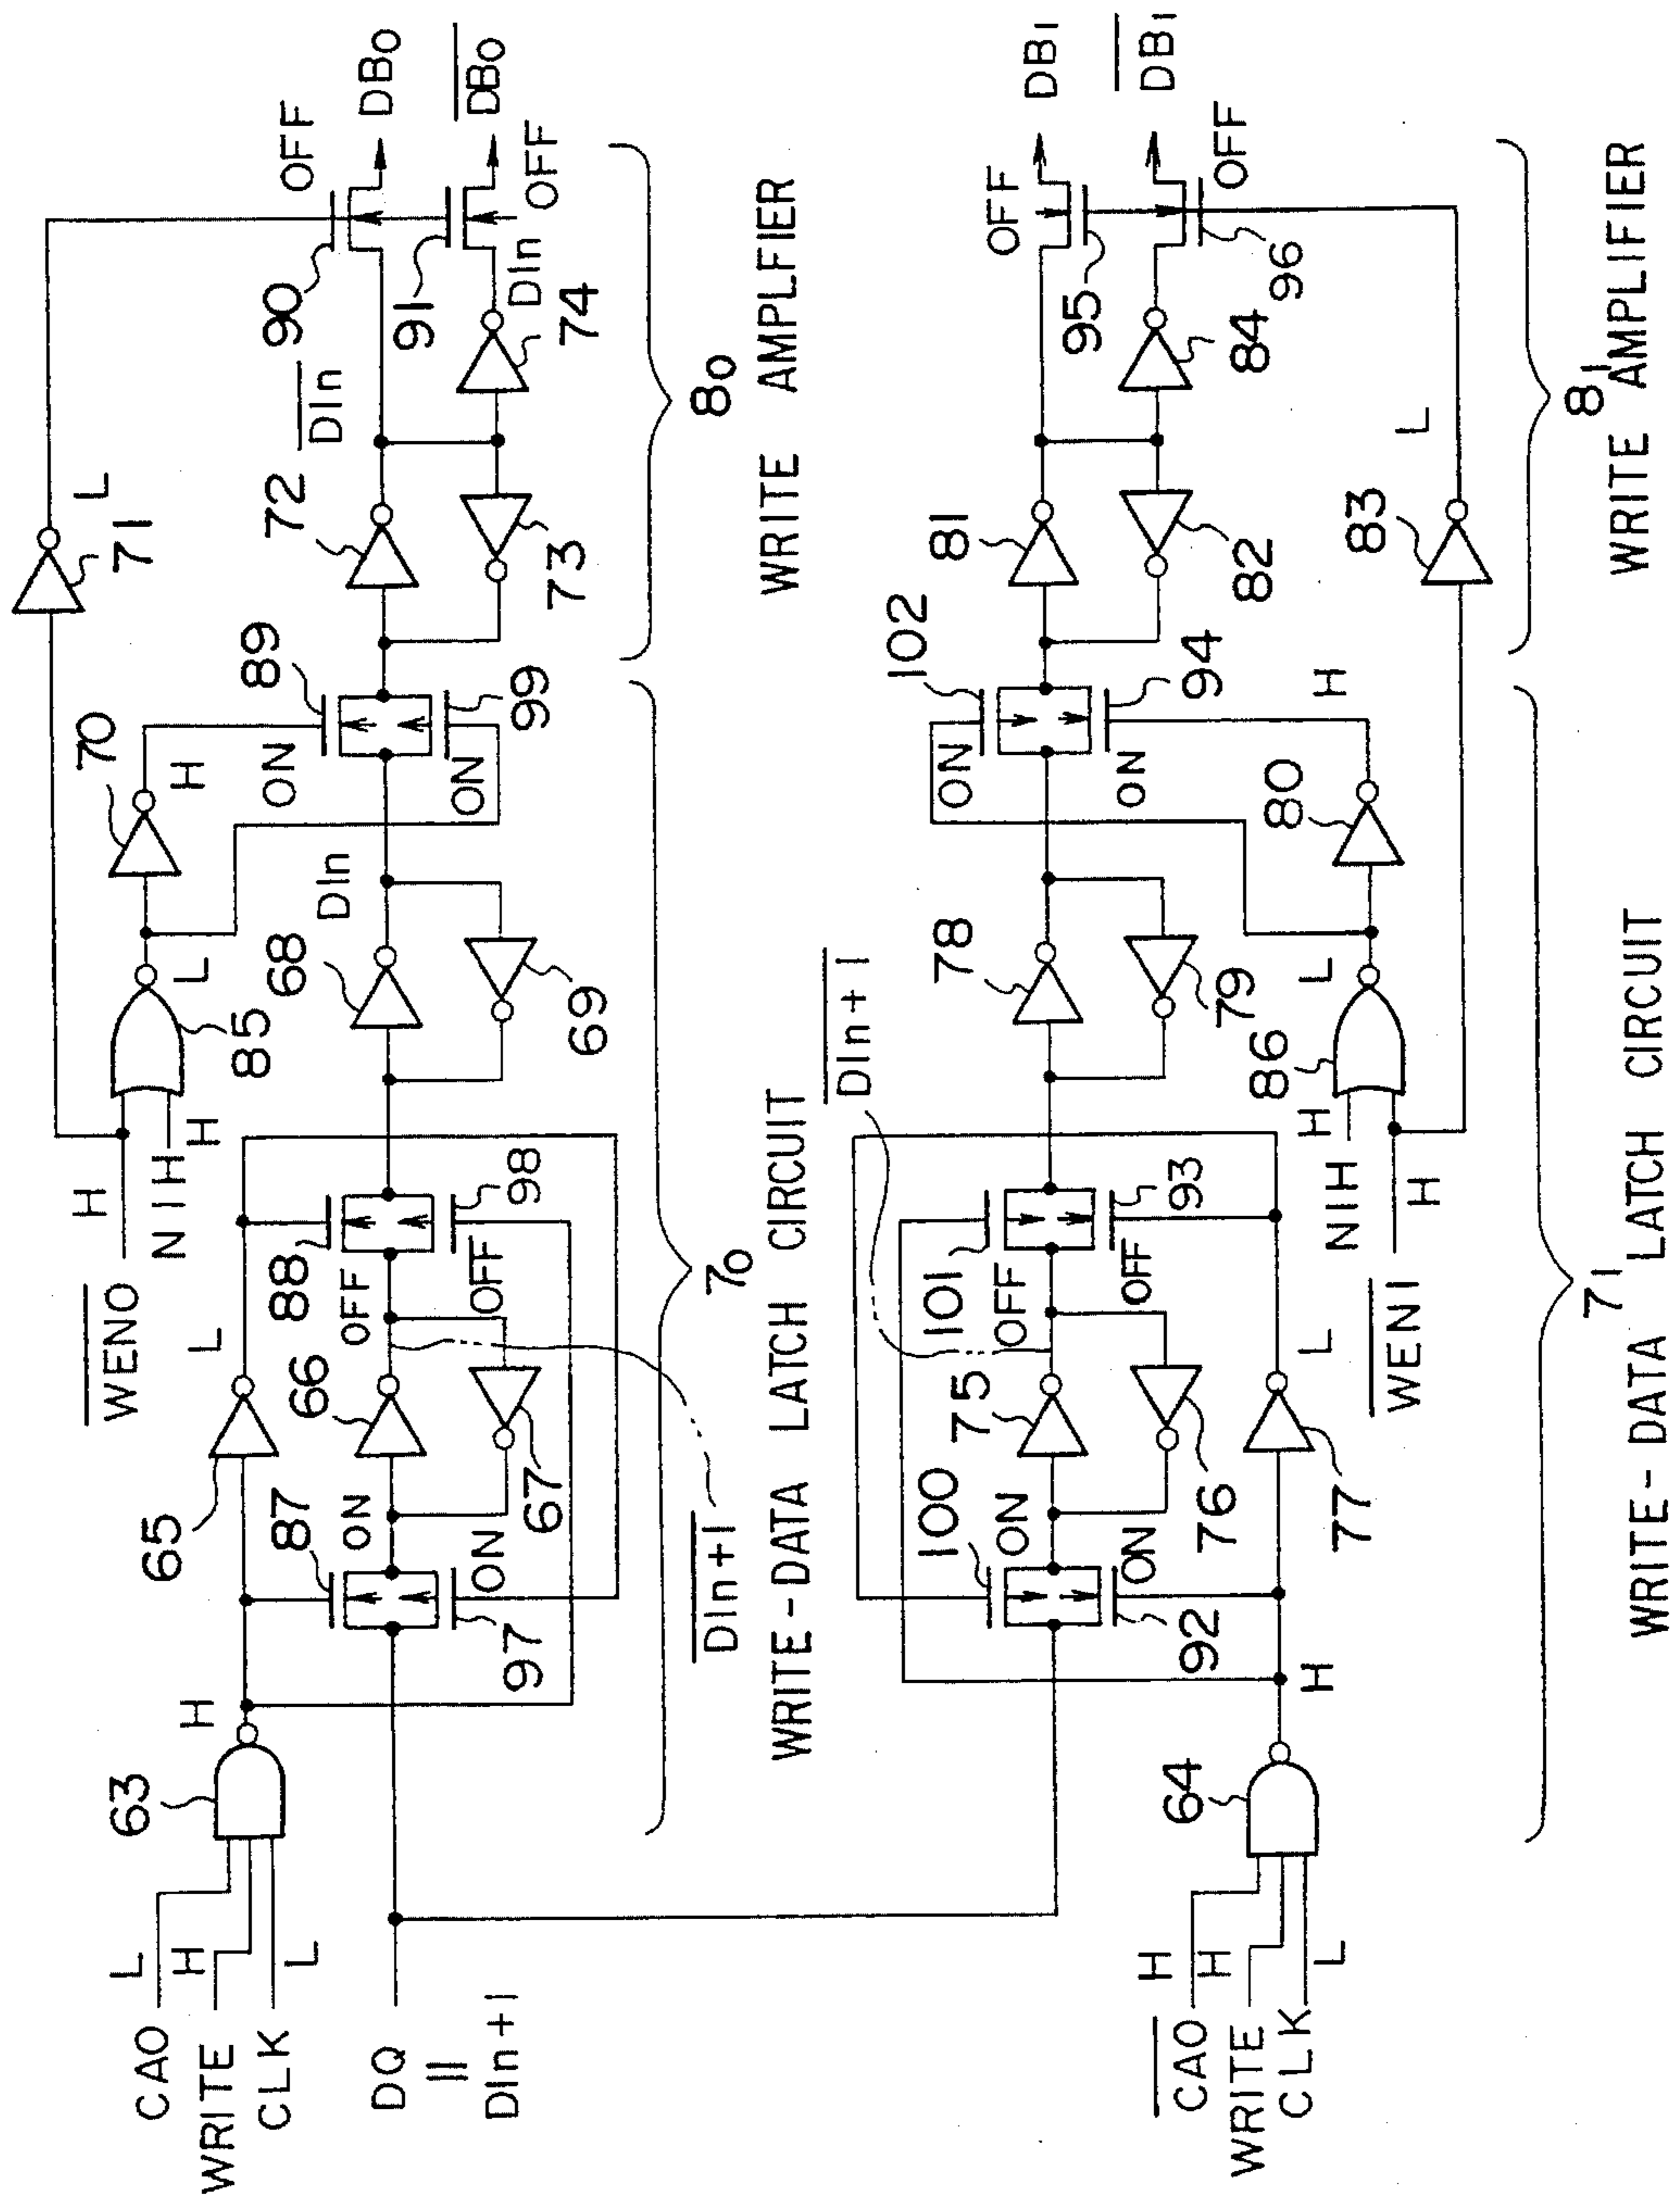 CAO
L
WRITE
H
CLK
L
63
H
65
L
87
ON
97
ON
66
67
88
OFF
98
OFF
DQ
||
DIn+1
DIn+1
WENO
H
NIH
H
85
L
70
H
68
DIn
69
89
ON
99
ON
71
L
72
73
DIn
74
DIn
90
OFF
91
OFF
DB0
DB0
70
WRITE-DATA LATCH CIRCUIT
80
WRITE AMPLFIER
CAO
H
WRITE
H
CLK
L
64
H
100
ON
92
ON
75
76
77
L
101
OFF
93
OFF
DIn+1
78
79
NIH
H
WEN1
H
86
L
80
H
102
ON
94
ON
81
82
83
L
84
95
OFF
96
OFF
DB1
DB1
71
WRITE-DATA LATCH CIRCUIT
81
WRITE AMPLIFIER